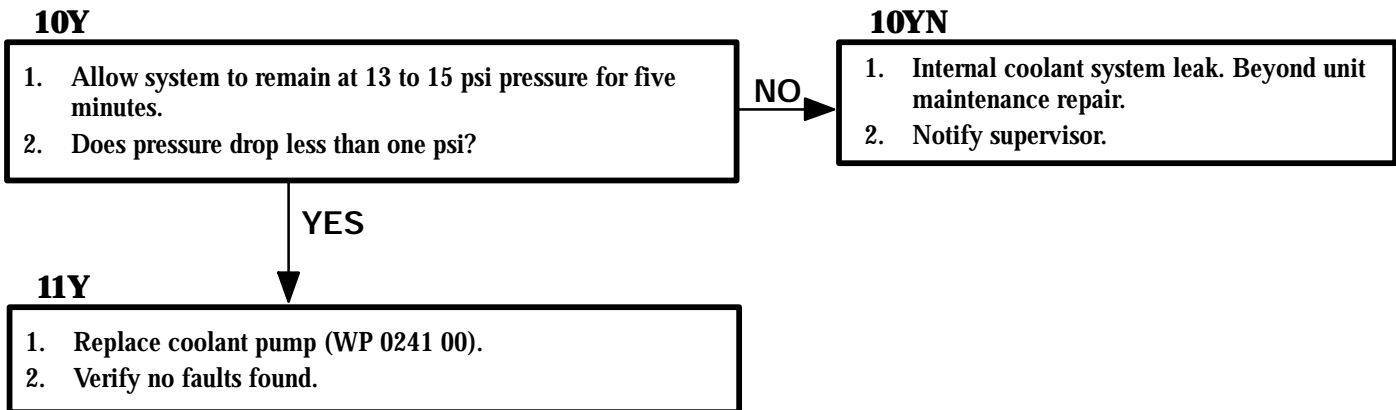 10Y
1. Allow system to remain at 13 to 15 psi pressure for five
minutes.
2. Does pressure drop less than one psi?
NO
10YN
1. Internal coolant system leak. Beyond unit
maintenance repair.
2. Notify supervisor.
YES
11Y
1. Replace coolant pump (WP 0241 00).
2. Verify no faults found.